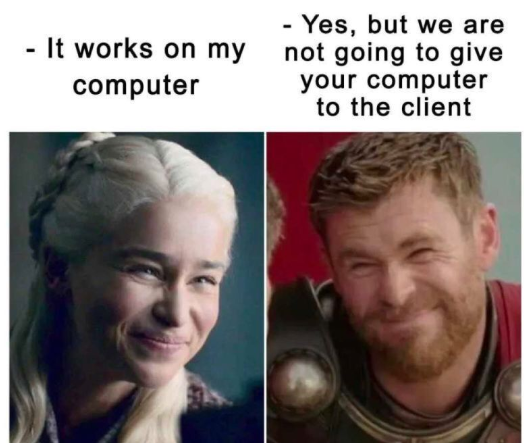 - It works on my
computer
- Yes, but we are
not going to give
your computer
to the client